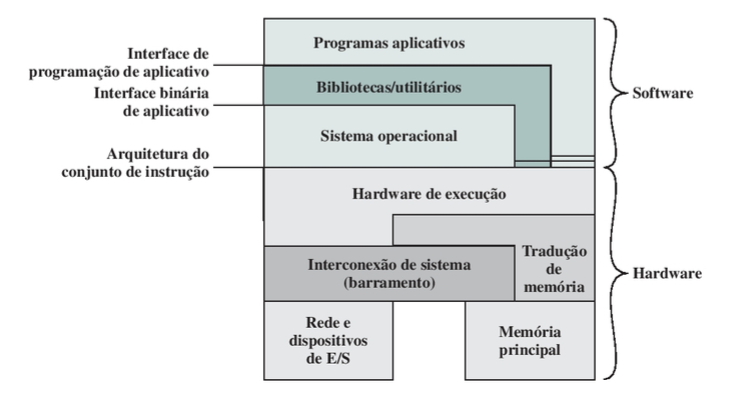 Programas aplicativos
Interface de
programação de aplicativo
Bibliotecas/utilitários
Interface binária
de aplicativo
Software
Sistema operacional
Arquitetura do
conjunto de instrução
Hardware de execução
Tradução
de
memória
Interconexão de sistema
(barramento)
Hardware
Rede e
dispositivos
de E/S
Memória
principal